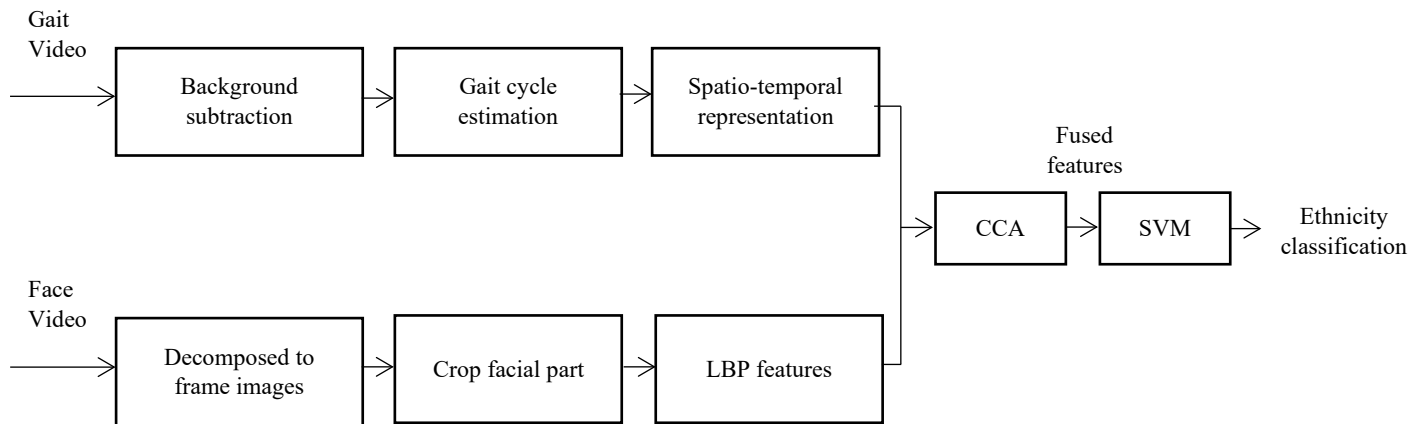 Gait
Video
Background
subtraction
Gait cycle
estimation
Spatio-temporal
representation
Fused
features
CCA
SVM
Ethnicity
classification
Face
Video
Decomposed to
frame images
Crop facial part
LBP features